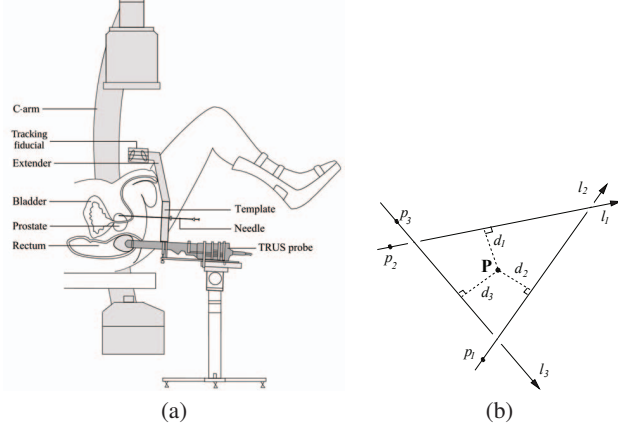 C-arm
Tracking
fiducial
Extender
Bladder
Prostate
Rectum
Template
Needle
TRUS probe
(a)
l2
l1
p3
p2
d1
P
d2
d3
p1
l3
(b)